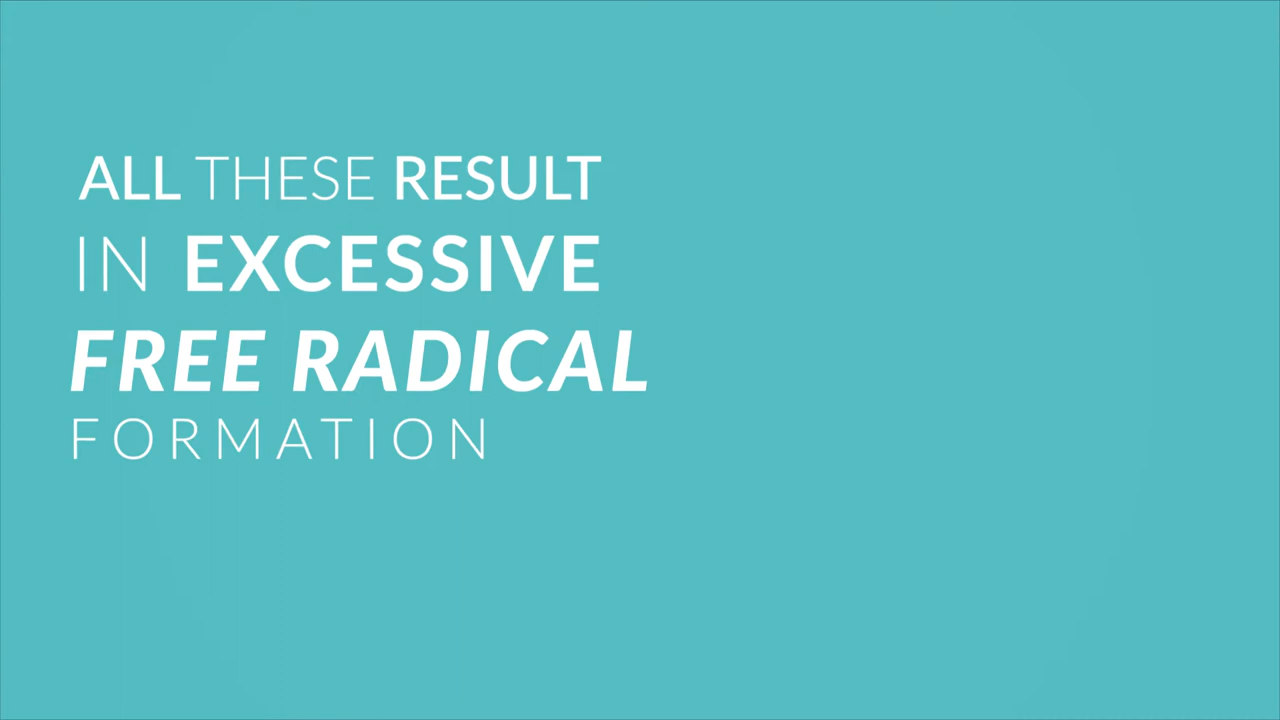 ALL THESE RESULT
IN EXCESSIVE
FREE RADICAL
FORMATION